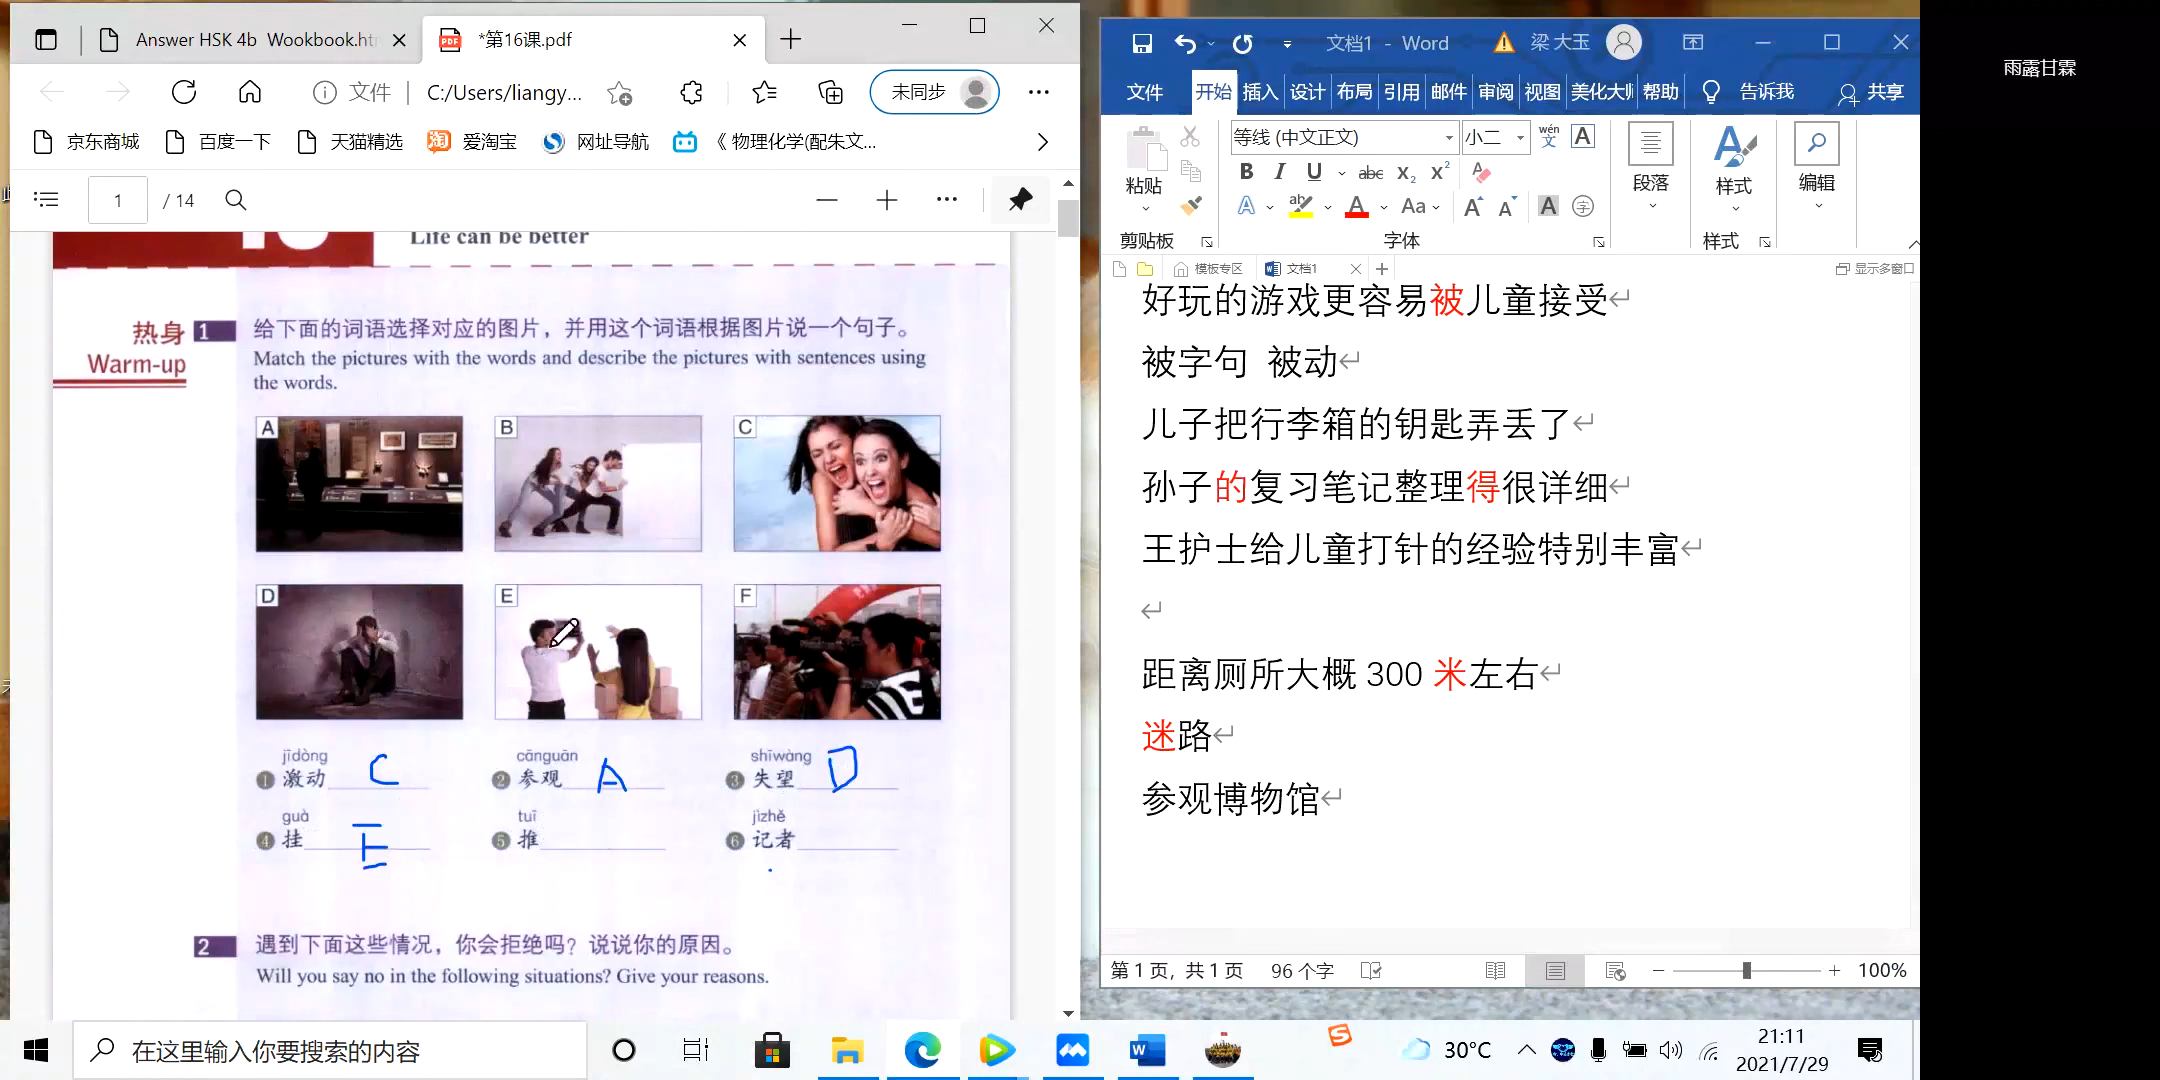 Answer HSK 4b Wookbook.htn
*第16课.pdf
文件 C:/Users/liangy...
未同步
京东商城 百度一下 天猫精选 爱淘宝 网址导航 《 物理化学(配朱文...
1 / 14
Life can be better
热身
Warm-up
1 给下面的词语选择对应的图片，并用这个词语根据图片说一个句子。
Match the pictures with the words and describe the pictures with sentences using
the words.
A B C
D E F
jīdòng cānguān shīwàng
1 激动 C 2 参观 A 3 失望 D
guà tuī jìzhě
4 挂 E 5 推 6 记者
2 遇到下面这些情况，你会拒绝吗？说说你的原因。
Will you say no in the following situations? Give your reasons.
文档1 - Word 梁 大玉
文件 开始 插入 设计 布局 引用 邮件 审阅 视图 美化大师 帮助 告诉我 共享
等线 (中文正文) 小二 wén 文 A
粘贴 B I U abc X₂ X² 段落 样式 编辑
A ab A Aa A A A 字
剪贴板 字体 样式
模板专区 文档1 显示多窗口
好玩的游戏更容易被儿童接受
被字句 被动
儿子把行李箱的钥匙弄丢了
孙子的复习笔记整理得很详细
王护士给儿童打针的经验特别丰富
距离厕所大概 300 米左右
迷路
参观博物馆
第 1 页，共 1 页 96 个字 100%
雨露甘霖
在这里输入你要搜索的内容
30°C
21:11
2021/7/29